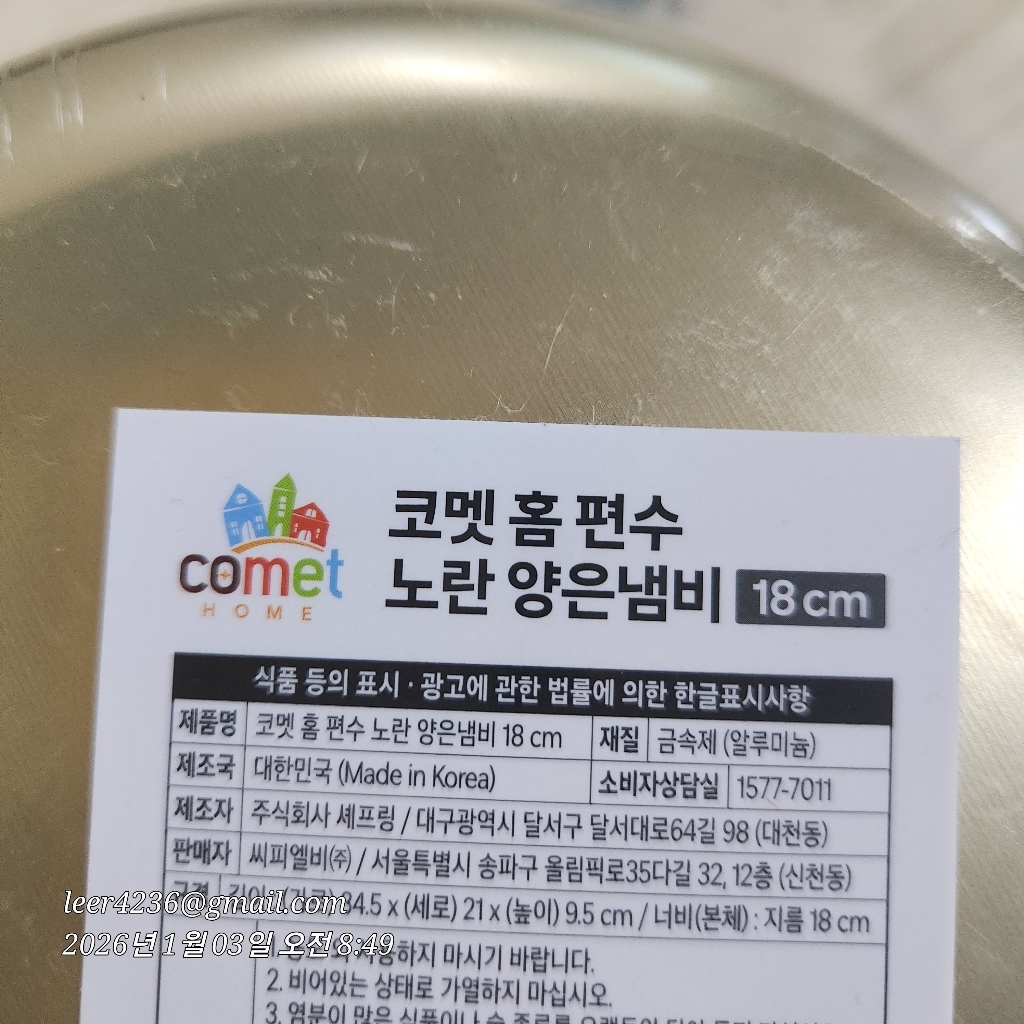 comet
HOME
코멧 홈 편수
노란 양은냄비 18 cm
식품 등의 표시 · 광고에 관한 법률에 의한 한글표시사항
제품명 코멧 홈 편수 노란 양은냄비 18 cm 재질 금속제 (알루미늄)
제조국 대한민국 (Made in Korea) 소비자상담실 1577-7011
제조자 주식회사 셰프링 / 대구광역시 달서구 달서대로64길 98 (대천동)
판매자 씨피엘비㈜ / 서울특별시 송파구 올림픽로35다길 32, 12층 (신천동)
34.5 x (세로) 21 x (높이) 9.5 cm / 너비(본체) : 지름 18 cm
하지 마시기 바랍니다.
2. 비어있는 상태로 가열하지 마십시오.
3. 염분이 많은 식품이나
leer4236@gmail.com
2026년 1월 03일 오전 8:49